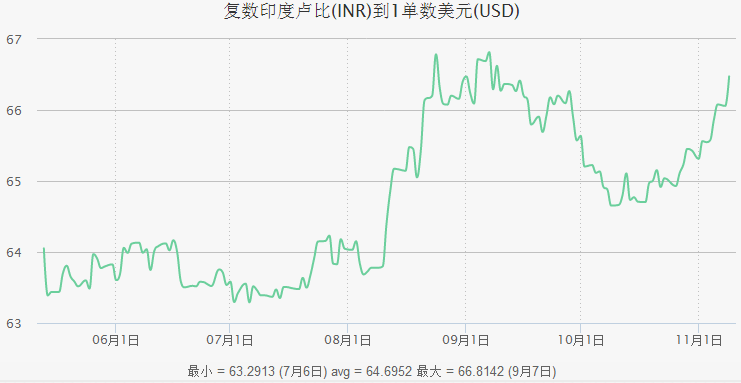 复数印度卢比(INR)到1单数美元(USD)
67
66
65
64
63
06月1日 07月1日 08月1日 09月1日 10月1日 11月1日
最小 = 63.2913 (7月6日) avg = 64.6952 最大 = 66.8142 (9月7日)